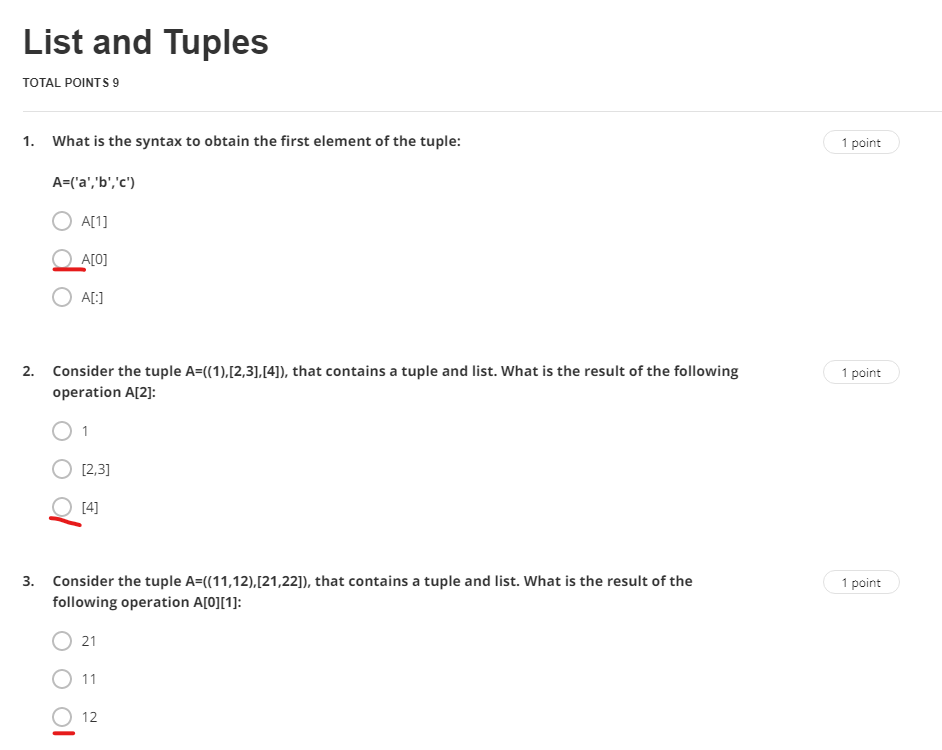 List and Tuples
TOTAL POINTS 9
1. What is the syntax to obtain the first element of the tuple:
1 point
A=('a','b','c')
A[1]
A[0]
A[:]
2. Consider the tuple A=((1),[2,3],[4]), that contains a tuple and list. What is the result of the following
operation A[2]:
1 point
1
[2,3]
[4]
3. Consider the tuple A=((11,12),[21,22]), that contains a tuple and list. What is the result of the
following operation A[0][1]:
1 point
21
11
12